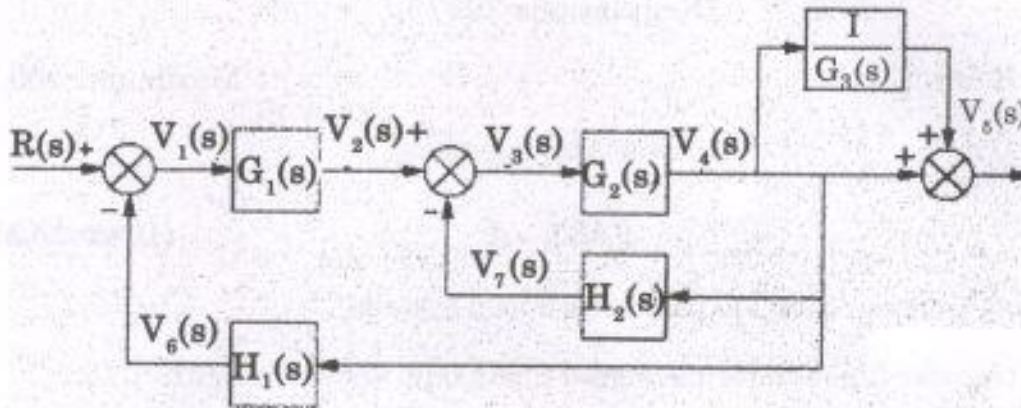 I
G₃(s)
R(s)+
V₁(s)
G₁(s)
V₂(s)+
V₃(s)
G₂(s)
V₄(s)
+
+
V₅(s)
-
-
V₇(s)
H₂(s)
V₆(s)
H₁(s)